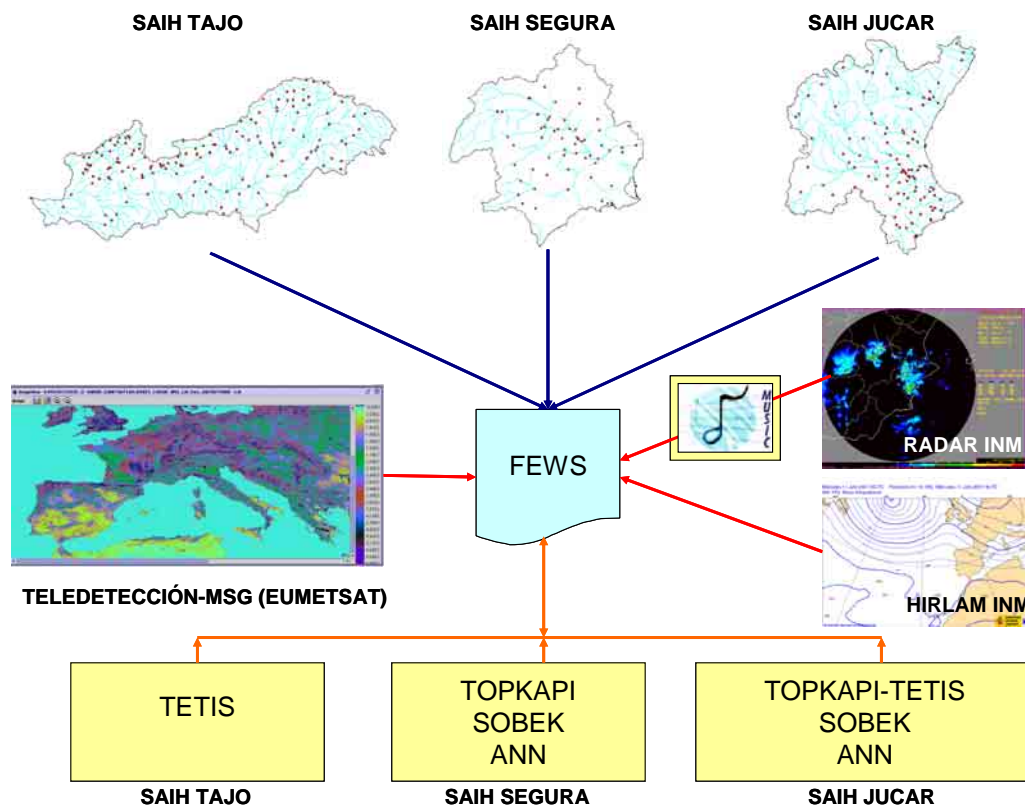 SAIH TAJO
SAIH SEGURA
SAIH JUCAR
MUSIC
FEWS
RADAR INM
TELEDETECCIÓN-MSG (EUMETSAT)
HIRLAM INM
TETIS
TOPKAPI
SOBEK
ANN
TOPKAPI-TETIS
SOBEK
ANN
SAIH TAJO
SAIH SEGURA
SAIH JUCAR